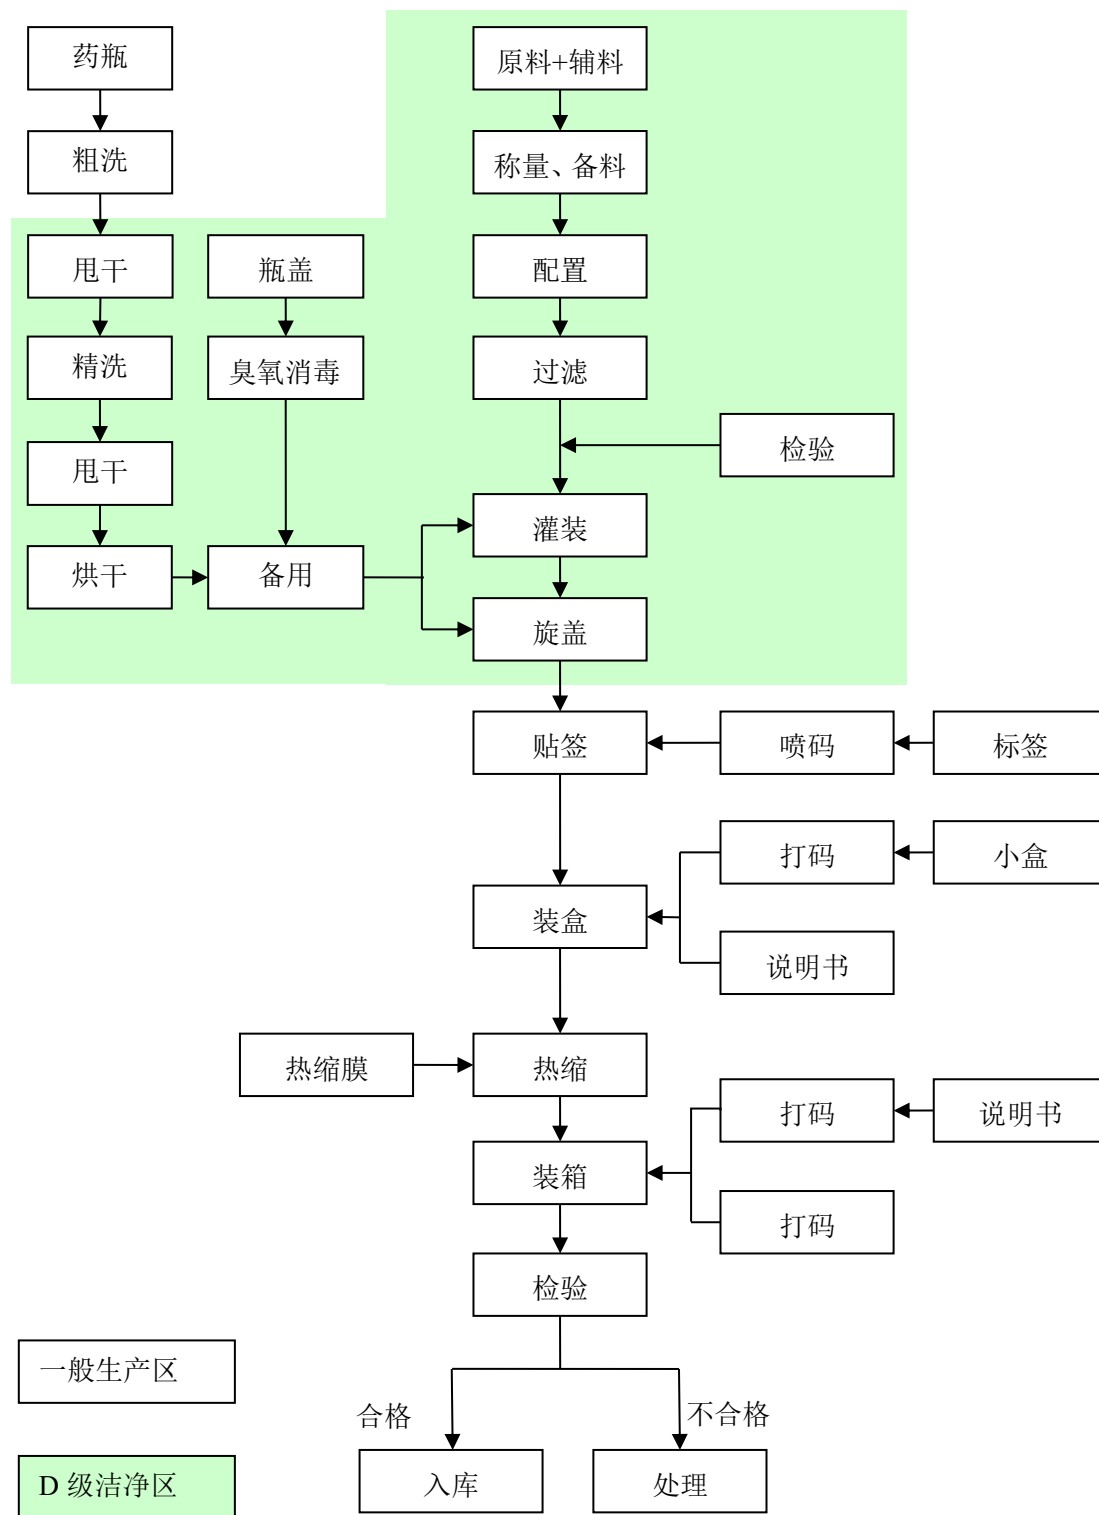 药瓶
原料+辅料
粗洗
称量、备料
甩干
瓶盖
配置
精洗
臭氧消毒
过滤
检验
甩干
灌装
烘干
备用
旋盖
贴签
喷码
标签
打码
小盒
装盒
说明书
热缩膜
热缩
打码
说明书
装箱
打码
检验
一般生产区
合格
不合格
D 级洁净区
入库
处理